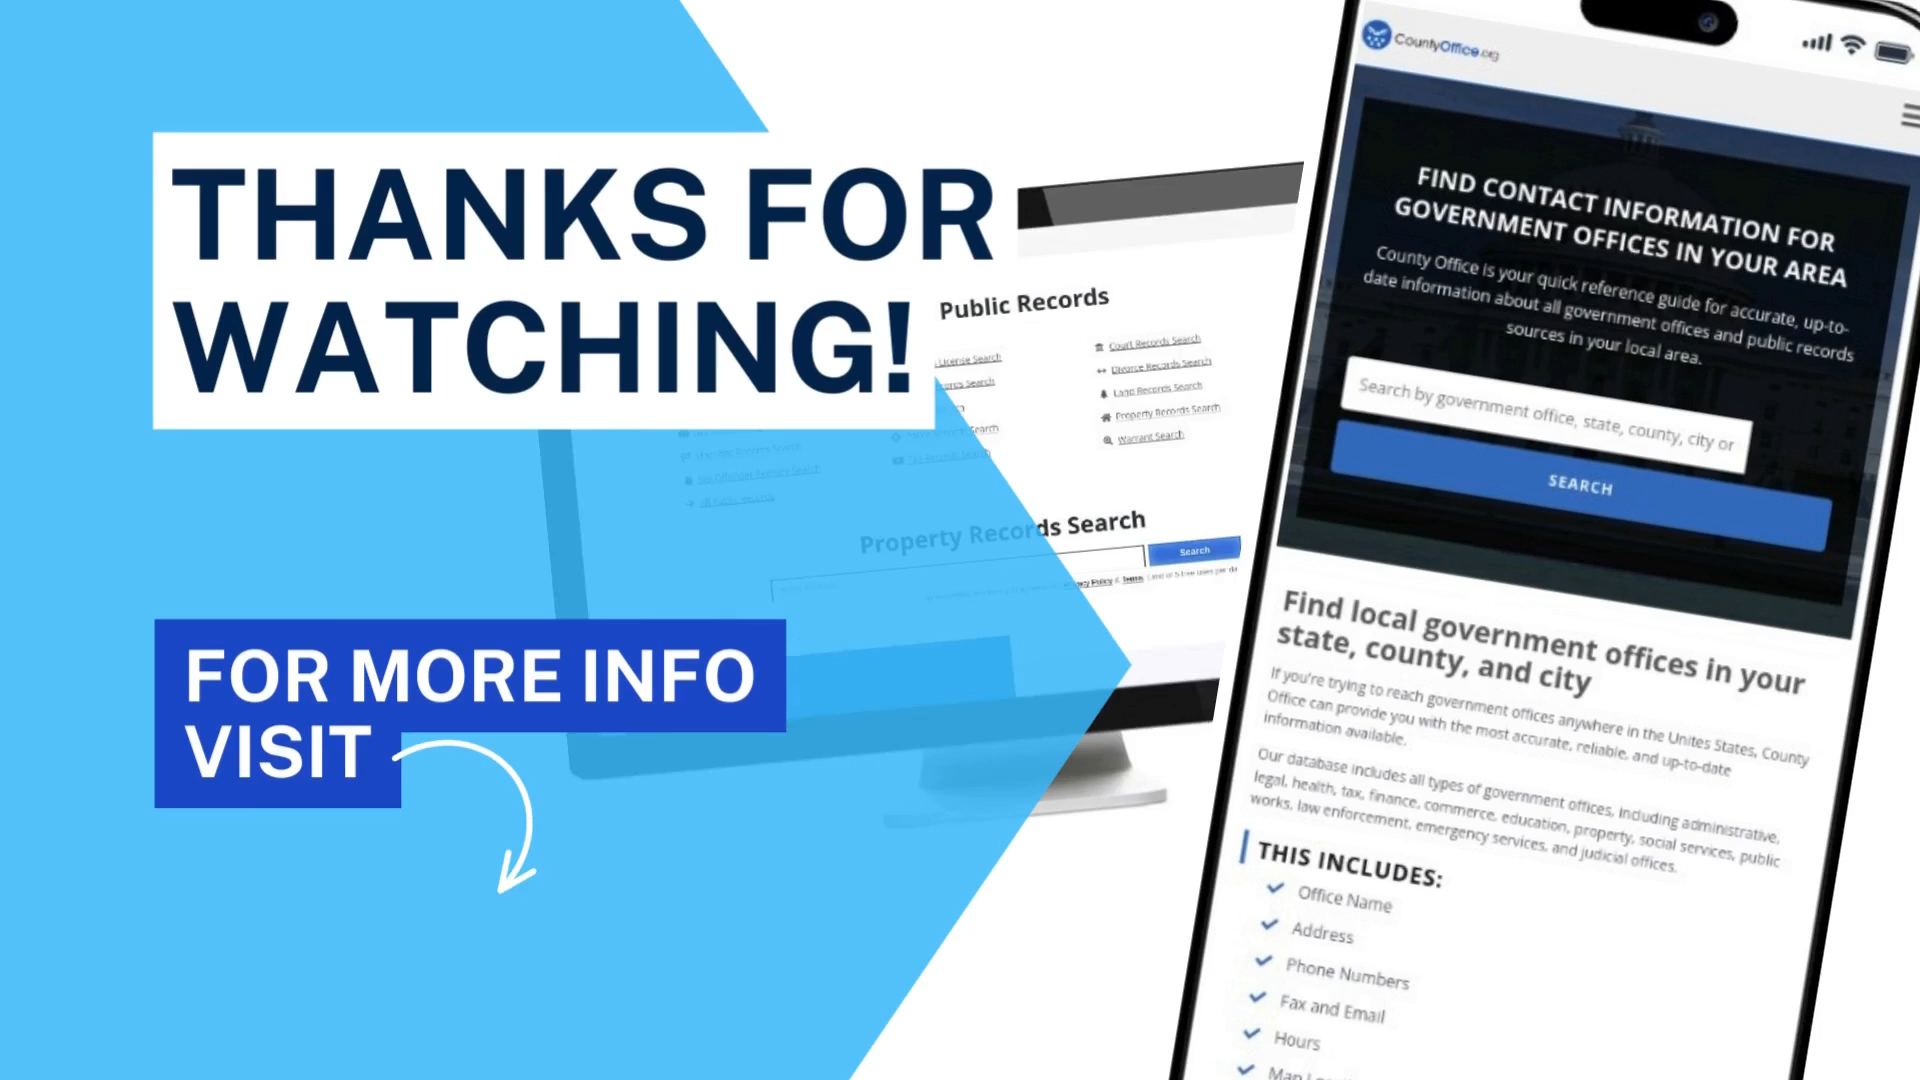 THANKS FOR
WATCHING!
FOR MORE INFO
VISIT
Public Records
License Search
Search
Search
Court Records Search
Divorce Records Search
Land Records Search
Property Records Search
Warrant Search
Property Records Search
Search
Policy & Terms.
CountyOffice.org
FIND CONTACT INFORMATION FOR
GOVERNMENT OFFICES IN YOUR AREA
County Office is your quick reference guide for accurate, up-to-
date information about all government offices and public records
sources in your local area.
Search by government office, state, county, city or
SEARCH
Find local government offices in your
state, county, and city
If you're trying to reach government offices anywhere in the Unites States, County
Office can provide you with the most accurate, reliable, and up-to-date
information available.
Our database includes all types of government offices, including administrative,
legal, health, tax, finance, commerce, education, property, social services, public
works, law enforcement, emergency services, and judicial offices.
THIS INCLUDES:
Office Name
Address
Phone Numbers
Fax and Email
Hours
Map